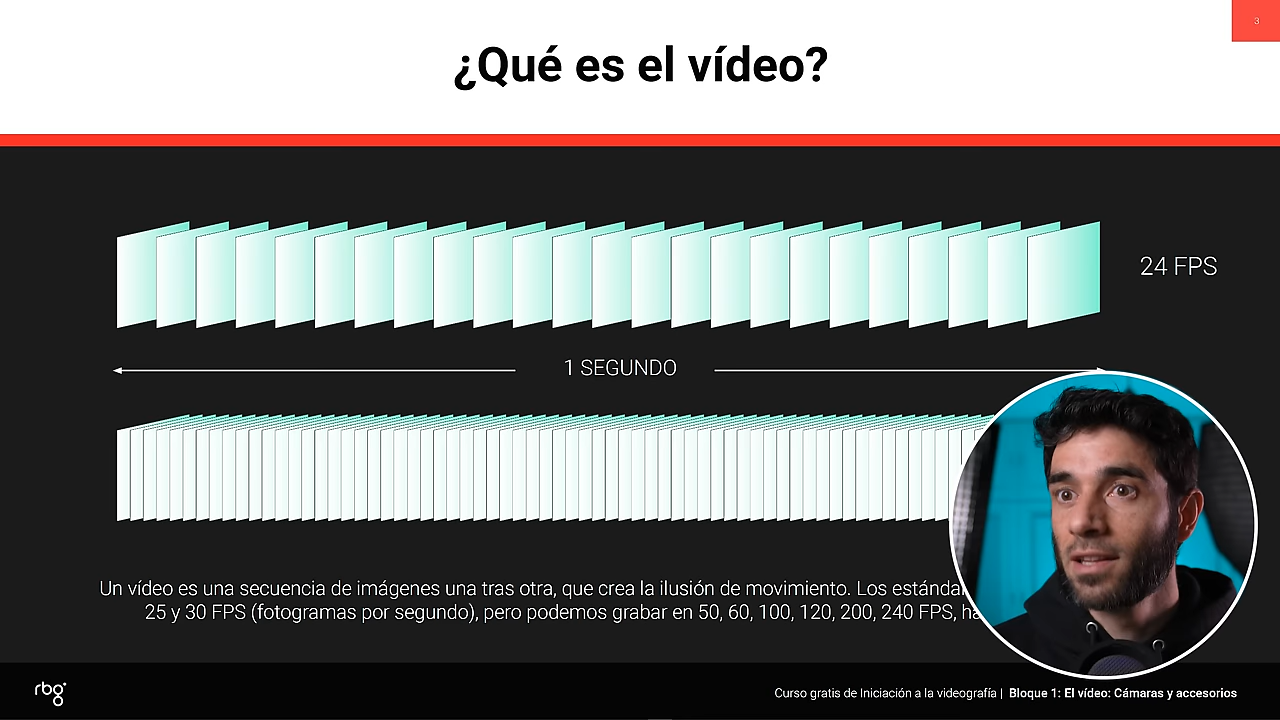 3
¿Qué es el vídeo?
24 FPS
1 SEGUNDO
Un vídeo es una secuencia de imágenes una tras otra, que crea la ilusión de movimiento. Los
25 y 30 FPS (fotogramas por segundo), pero podemos grabar en 50, 60, 100, 120, 200, 240 FPS,
rbg
Curso gratis de Iniciación a la videografía | Bloque 1: El vídeo: Cámaras y accesorios